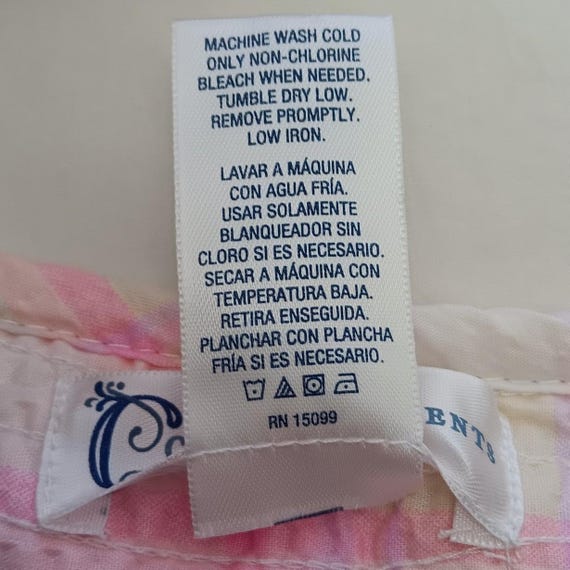 MACHINE WASH COLD
ONLY NON-CHLORINE
BLEACH WHEN NEEDED.
TUMBLE DRY LOW.
REMOVE PROMPTLY.
LOW IRON.
LAVAR A MÁQUINA
CON AGUA FRÍA.
USAR SOLAMENTE
BLANQUEADOR SIN
CLORO SI ES NECESARIO.
SECAR A MÁQUINA CON
TEMPERATURA BAJA.
RETIRA ENSEGUIDA.
PLANCHAR CON PLANCHA
FRÍA SI ES NECESARIO.
RN 15099
ENTS